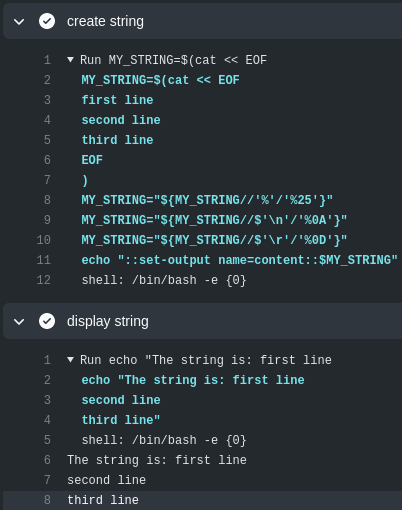 create string
1 Run MY_STRING=$(cat << EOF
2 MY_STRING=$(cat << EOF
3 first line
4 second line
5 third line
6 EOF
7 )
8 MY_STRING="${MY_STRING//'%'/'%25'}"
9 MY_STRING="${MY_STRING//$'\n'/'%0A'}"
10 MY_STRING="${MY_STRING//$'\r'/'%0D'}"
11 echo "::set-output name=content::$MY_STRING"
12 shell: /bin/bash -e {0}
display string
1 Run echo "The string is: first line
2 echo "The string is: first line
3 second line
4 third line"
5 shell: /bin/bash -e {0}
6 The string is: first line
7 second line
8 third line